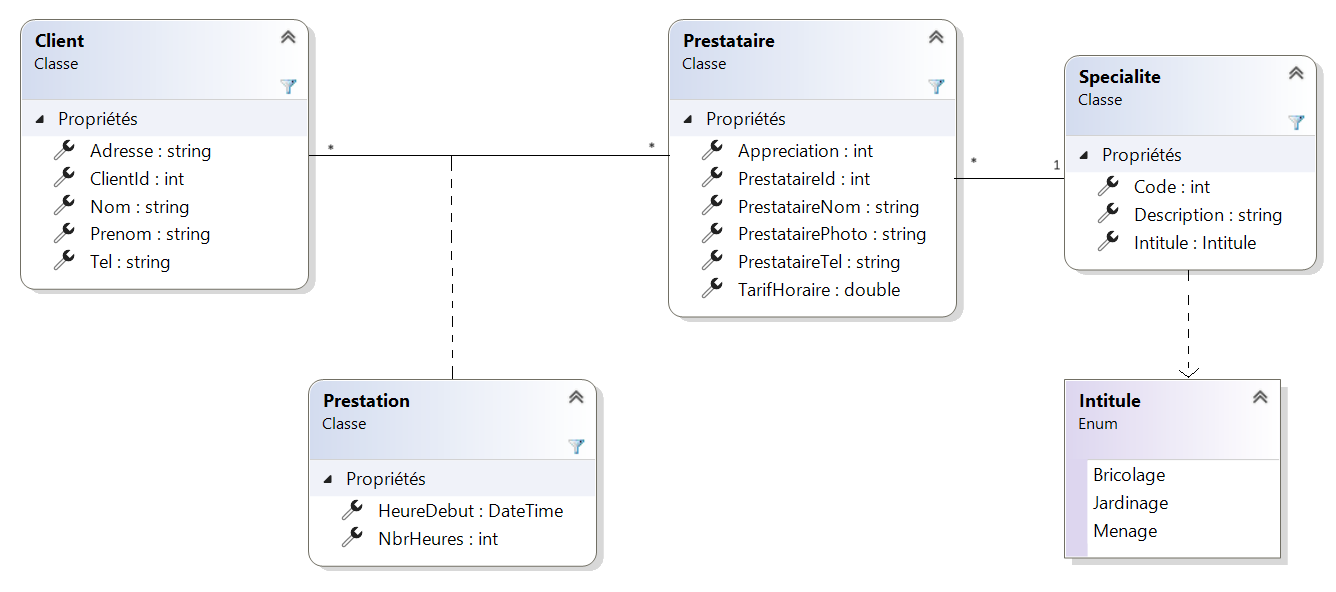 Client
Classe
Propriétés
Adresse : string
ClientId : int
Nom : string
Prenom : string
Tel : string
*
*
Prestataire
Classe
Propriétés
Appreciation : int
PrestataireId : int
PrestataireNom : string
PrestatairePhoto : string
PrestataireTel : string
TarifHoraire : double
*
1
Specialite
Classe
Propriétés
Code : int
Description : string
Intitule : Intitule
Prestation
Classe
Propriétés
HeureDebut : DateTime
NbrHeures : int
Intitule
Enum
Bricolage
Jardinage
Menage